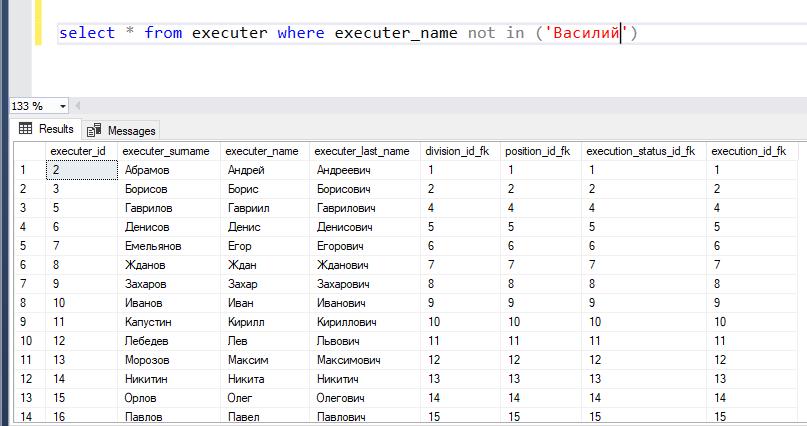 select * from executer where executer_name not in ('Василий')
133 %
Results Messages
executer_id executer_surname executer_name executer_last_name division_id_fk position_id_fk execution_status_id_fk execution_id_fk
1 2 Абрамов Андрей Андреевич 1 1 1 1
2 3 Борисов Борис Борисович 2 2 2 2
3 5 Гаврилов Гавриил Гаврилович 4 4 4 4
4 6 Денисов Денис Денисович 5 5 5 5
5 7 Емельянов Егор Егорович 6 6 6 6
6 8 Жданов Ждан Жданович 7 7 7 7
7 9 Захаров Захар Захарович 8 8 8 8
8 10 Иванов Иван Иванович 9 9 9 9
9 11 Капустин Кирилл Кириллович 10 10 10 10
10 12 Лебедев Лев Львович 11 11 11 11
11 13 Морозов Максим Максимович 12 12 12 12
12 14 Никитин Никита Никитич 13 13 13 13
13 15 Орлов Олег Олегович 14 14 14 14
14 16 Павлов Павел Павлович 15 15 15 15